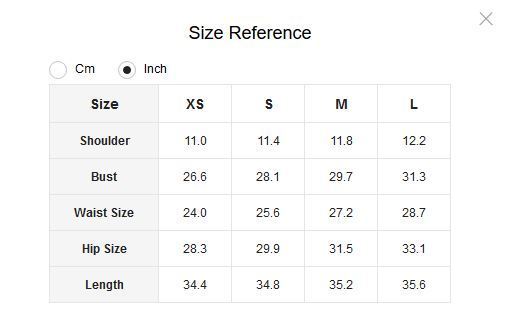 Size Reference
Cm Inch
Size XS S M L
Shoulder 11.0 11.4 11.8 12.2
Bust 26.6 28.1 29.7 31.3
Waist Size 24.0 25.6 27.2 28.7
Hip Size 28.3 29.9 31.5 33.1
Length 34.4 34.8 35.2 35.6